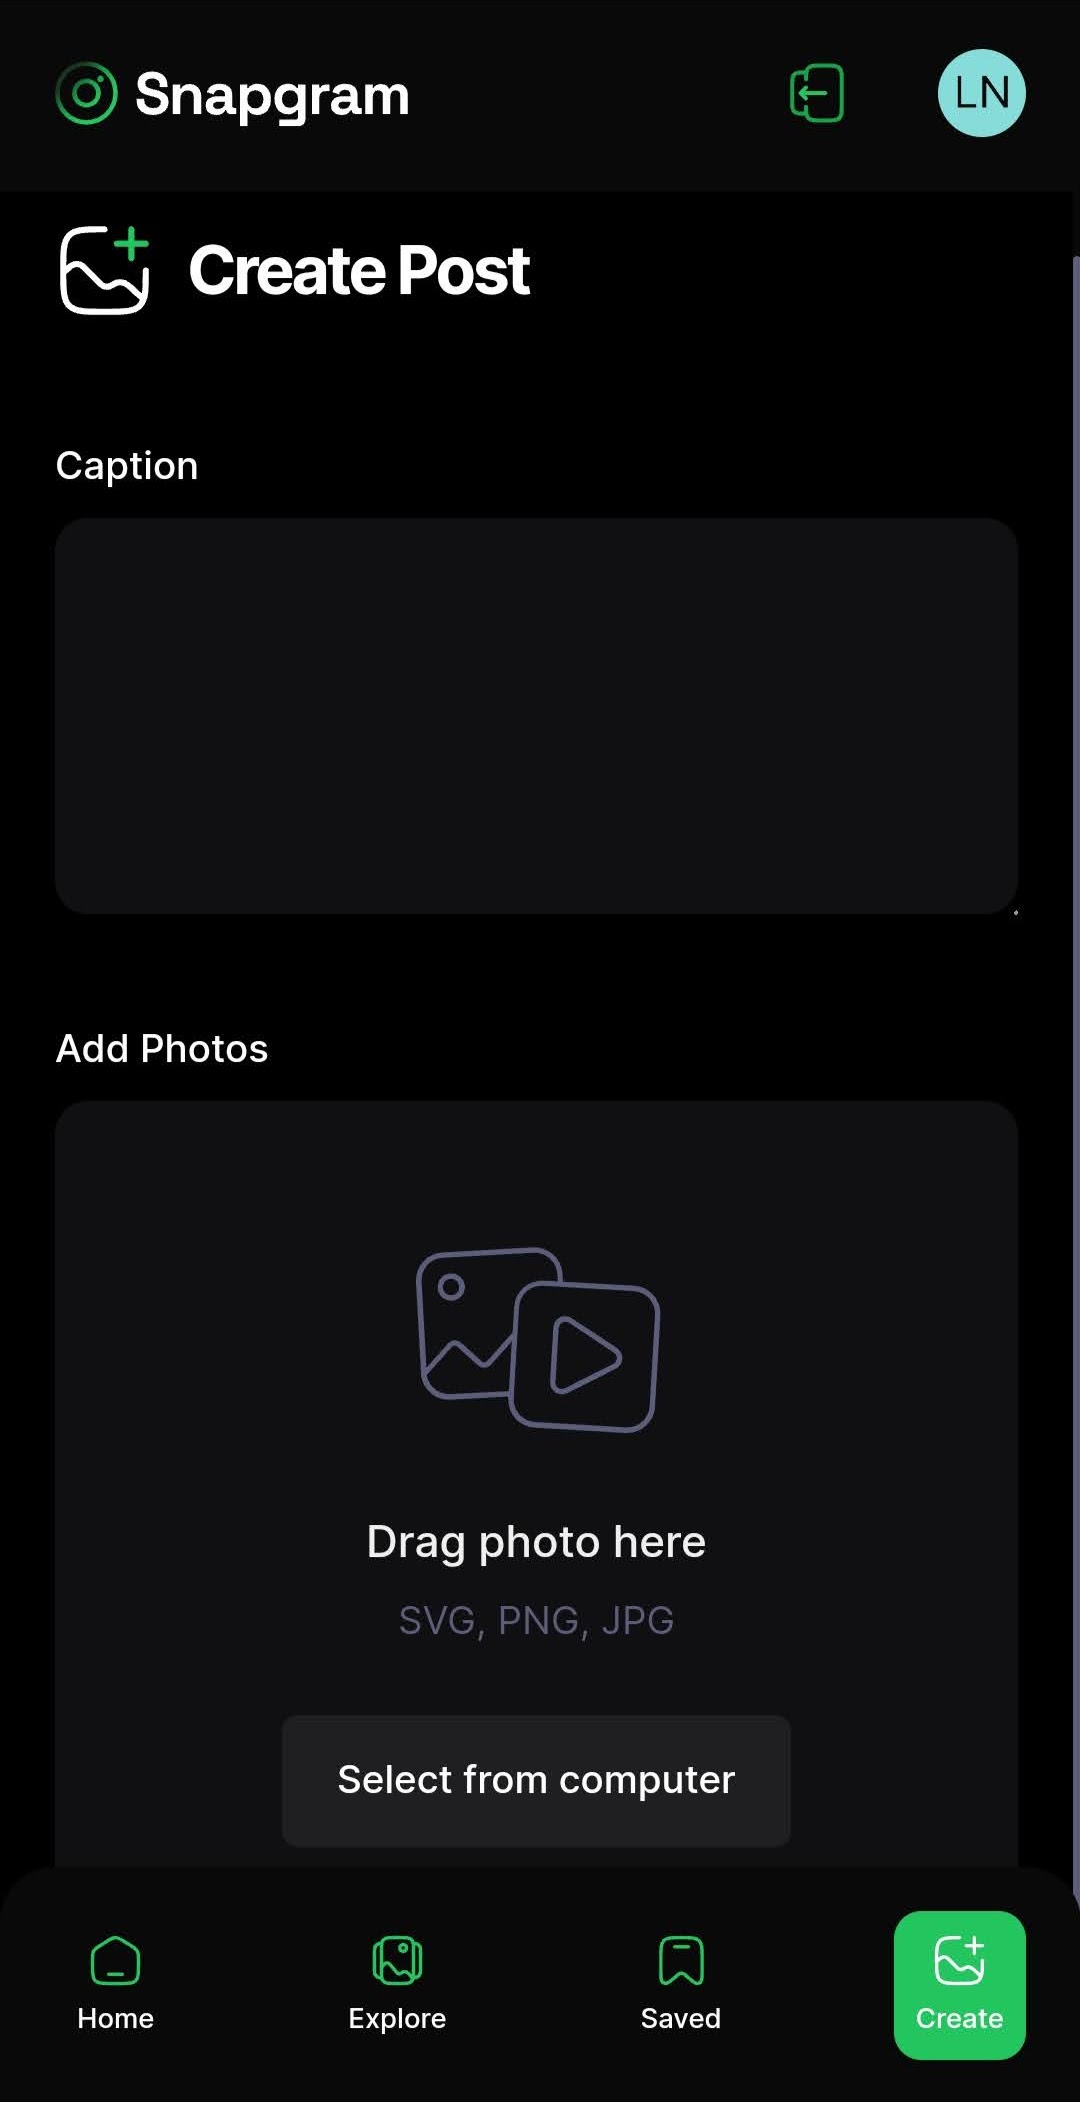 Snapgram
LN
Create Post
Caption
Add Photos
Drag photo here
SVG, PNG, JPG
Select from computer
Home
Explore
Saved
Create